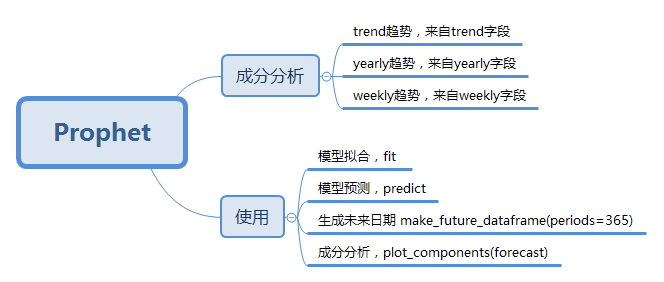 Prophet
成分分析
trend趋势，来自trend字段
yearly趋势，来自yearly字段
weekly趋势，来自weekly字段
使用
模型拟合，fit
模型预测，predict
生成未来日期 make_future_dataframe(periods=365)
成分分析，plot_components(forecast)